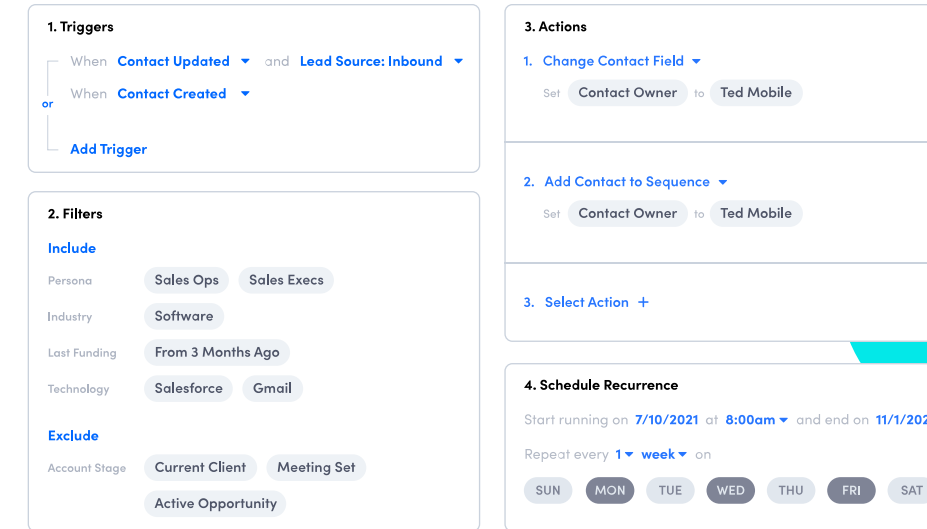 1. Triggers
When Contact Updated and Lead Source: Inbound
or
When Contact Created
Add Trigger
2. Filters
Include
Persona Sales Ops Sales Execs
Industry Software
Last Funding From 3 Months Ago
Technology Salesforce Gmail
Exclude
Account Stage Current Client Meeting Set
Active Opportunity
3. Actions
1. Change Contact Field
Set Contact Owner to Ted Mobile
2. Add Contact to Sequence
Set Contact Owner to Ted Mobile
3. Select Action +
4. Schedule Recurrence
Start running on 7/10/2021 at 8:00am and end on
Repeat every 1 week on
SUN MON TUE WED THU FRI SAT